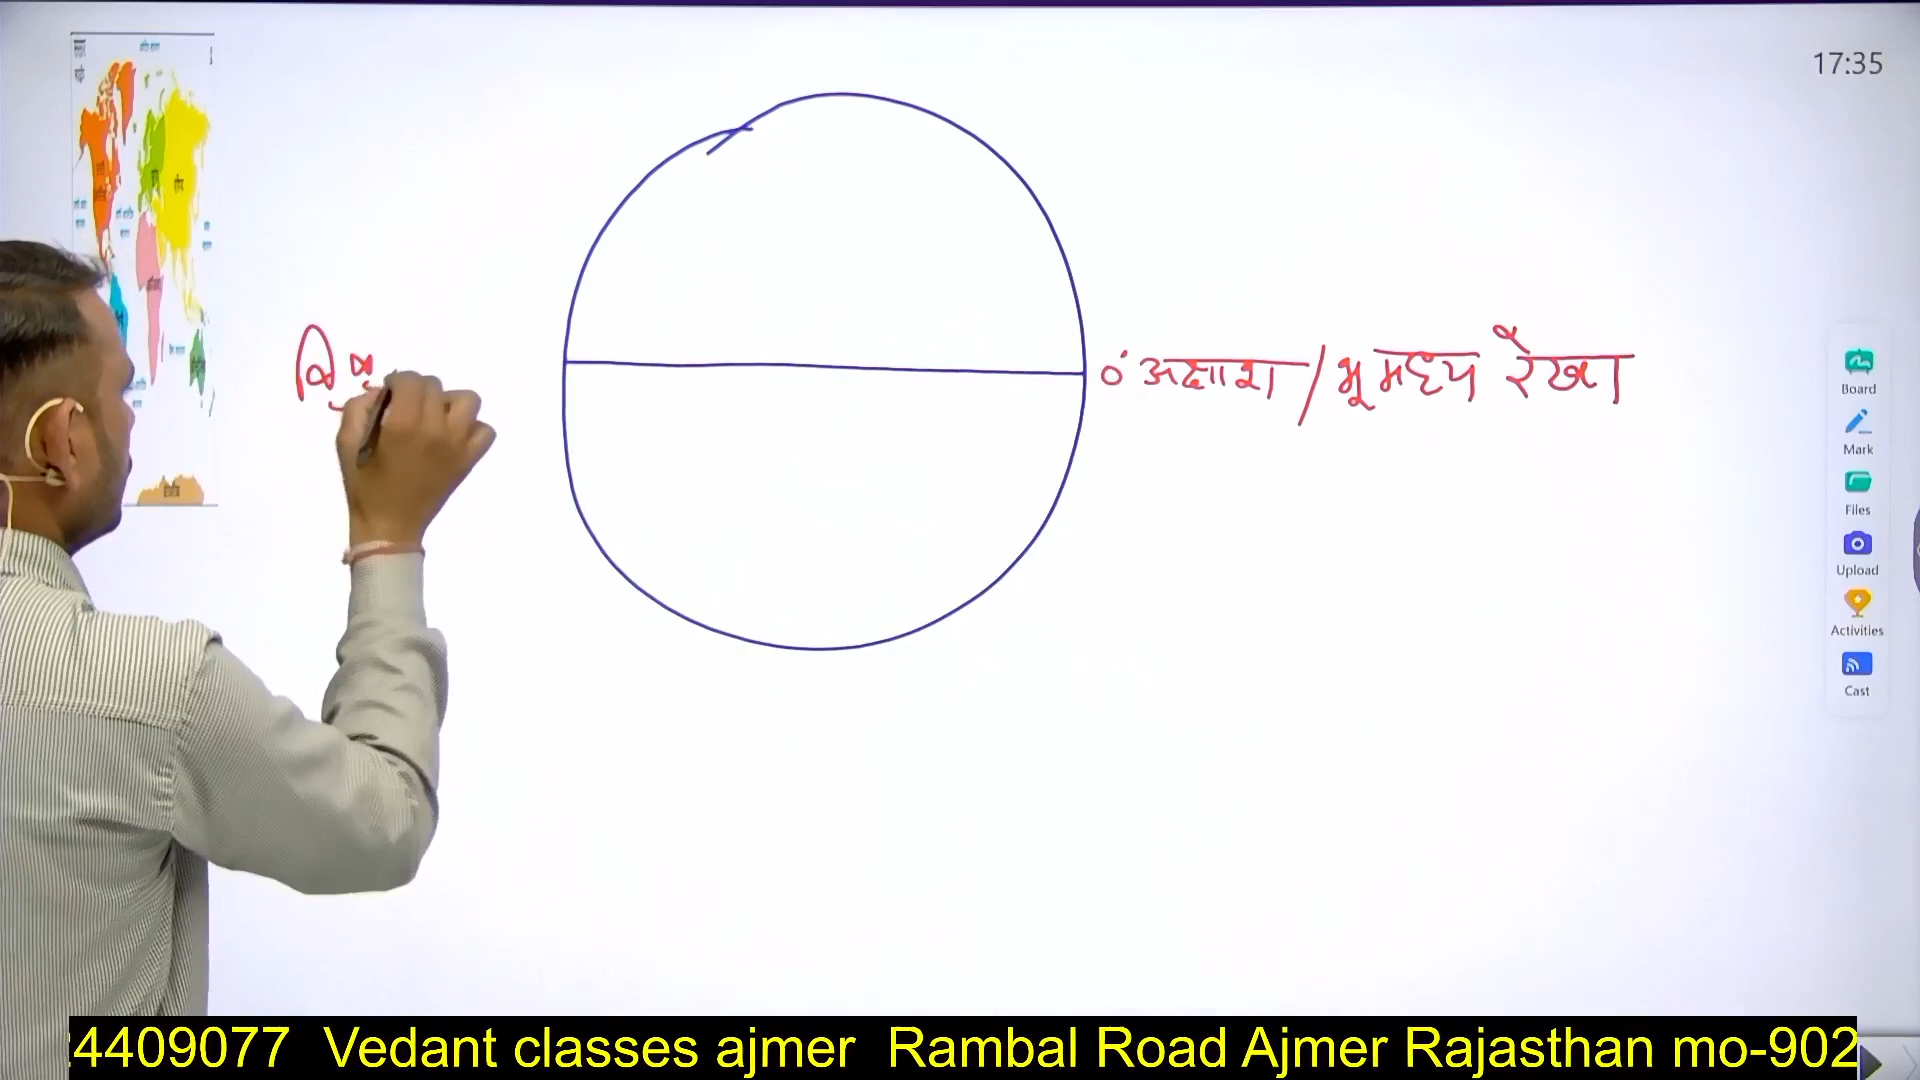 17:35
विषु
0° अक्षाश / भूमध्य रेखा
Board
Mark
Files
Upload
Activities
Cast
4409077 Vedant classes ajmer Rambal Road Ajmer Rajasthan mo-902